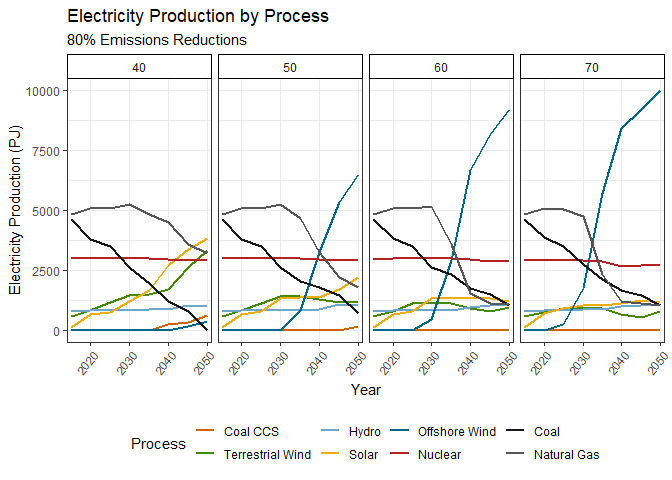 Electricity Production by Process
80% Emissions Reductions
40 50 60 70
Electricity Production (PJ)
10000
7500
5000
2500
0
2020 2030 2040 2050 2020 2030 2040 2050 2020 2030 2040 2050 2020 2030 2040 2050
Year
Process
Coal CCS Hydro Offshore Wind Coal
Terrestrial Wind Solar Nuclear Natural Gas